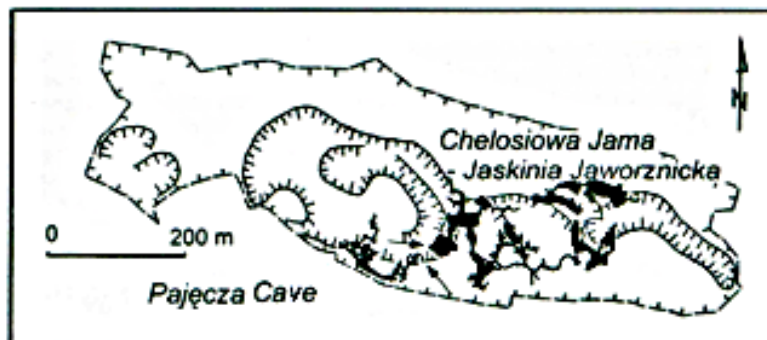 N
Chelosiowa Jama
- Jaskinia Jaworznicka
0 200 m
Pajęcza Cave